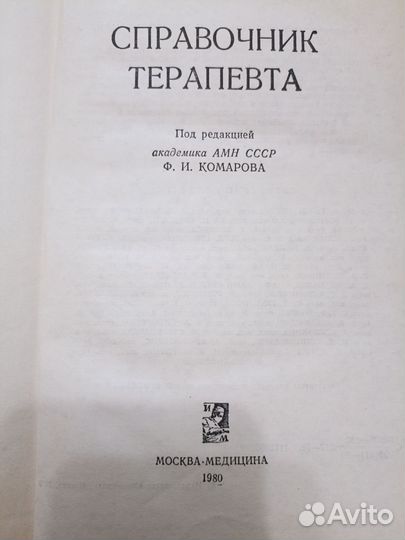 СПРАВОЧНИК
ТЕРАПЕВТА
Под редакцией
академика АМН СССР
Ф. И. КОМАРОВА
И
М
МОСКВА-МЕДИЦИНА
1980
Avito